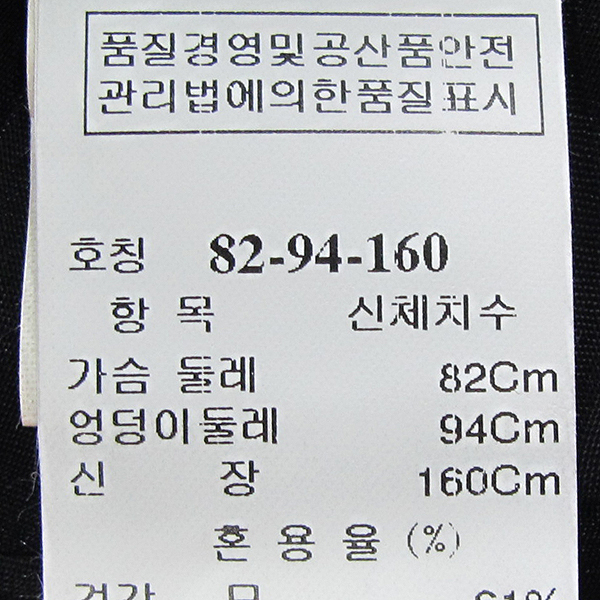 품질경영및공산품안전
관리법에의한품질표시
호칭 82-94-160
항 목 신체치수
가슴 둘레 82Cm
엉덩이둘레 94Cm
신 장 160Cm
혼 용 율 (%)